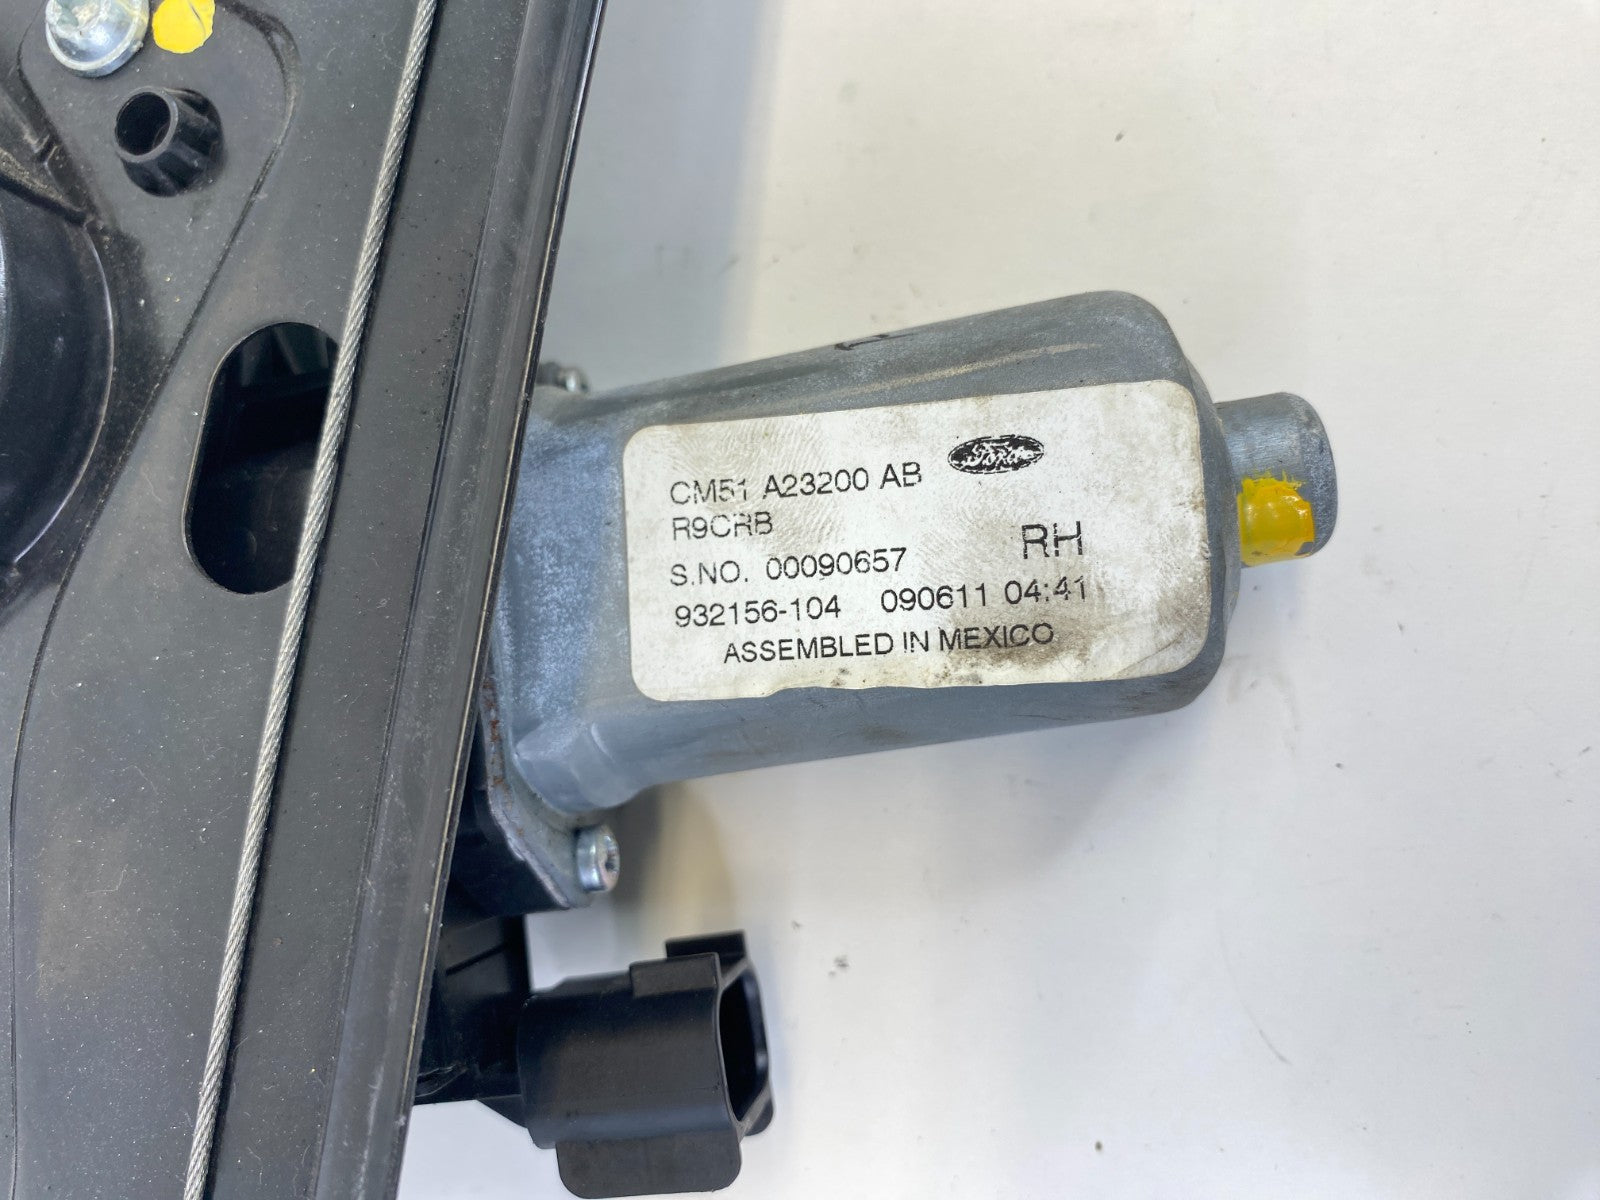 CM51 A23200 AB Ford
R9CRB
RH
S.NO. 00090657
932156-104 090611 04:41
ASSEMBLED IN MEXICO